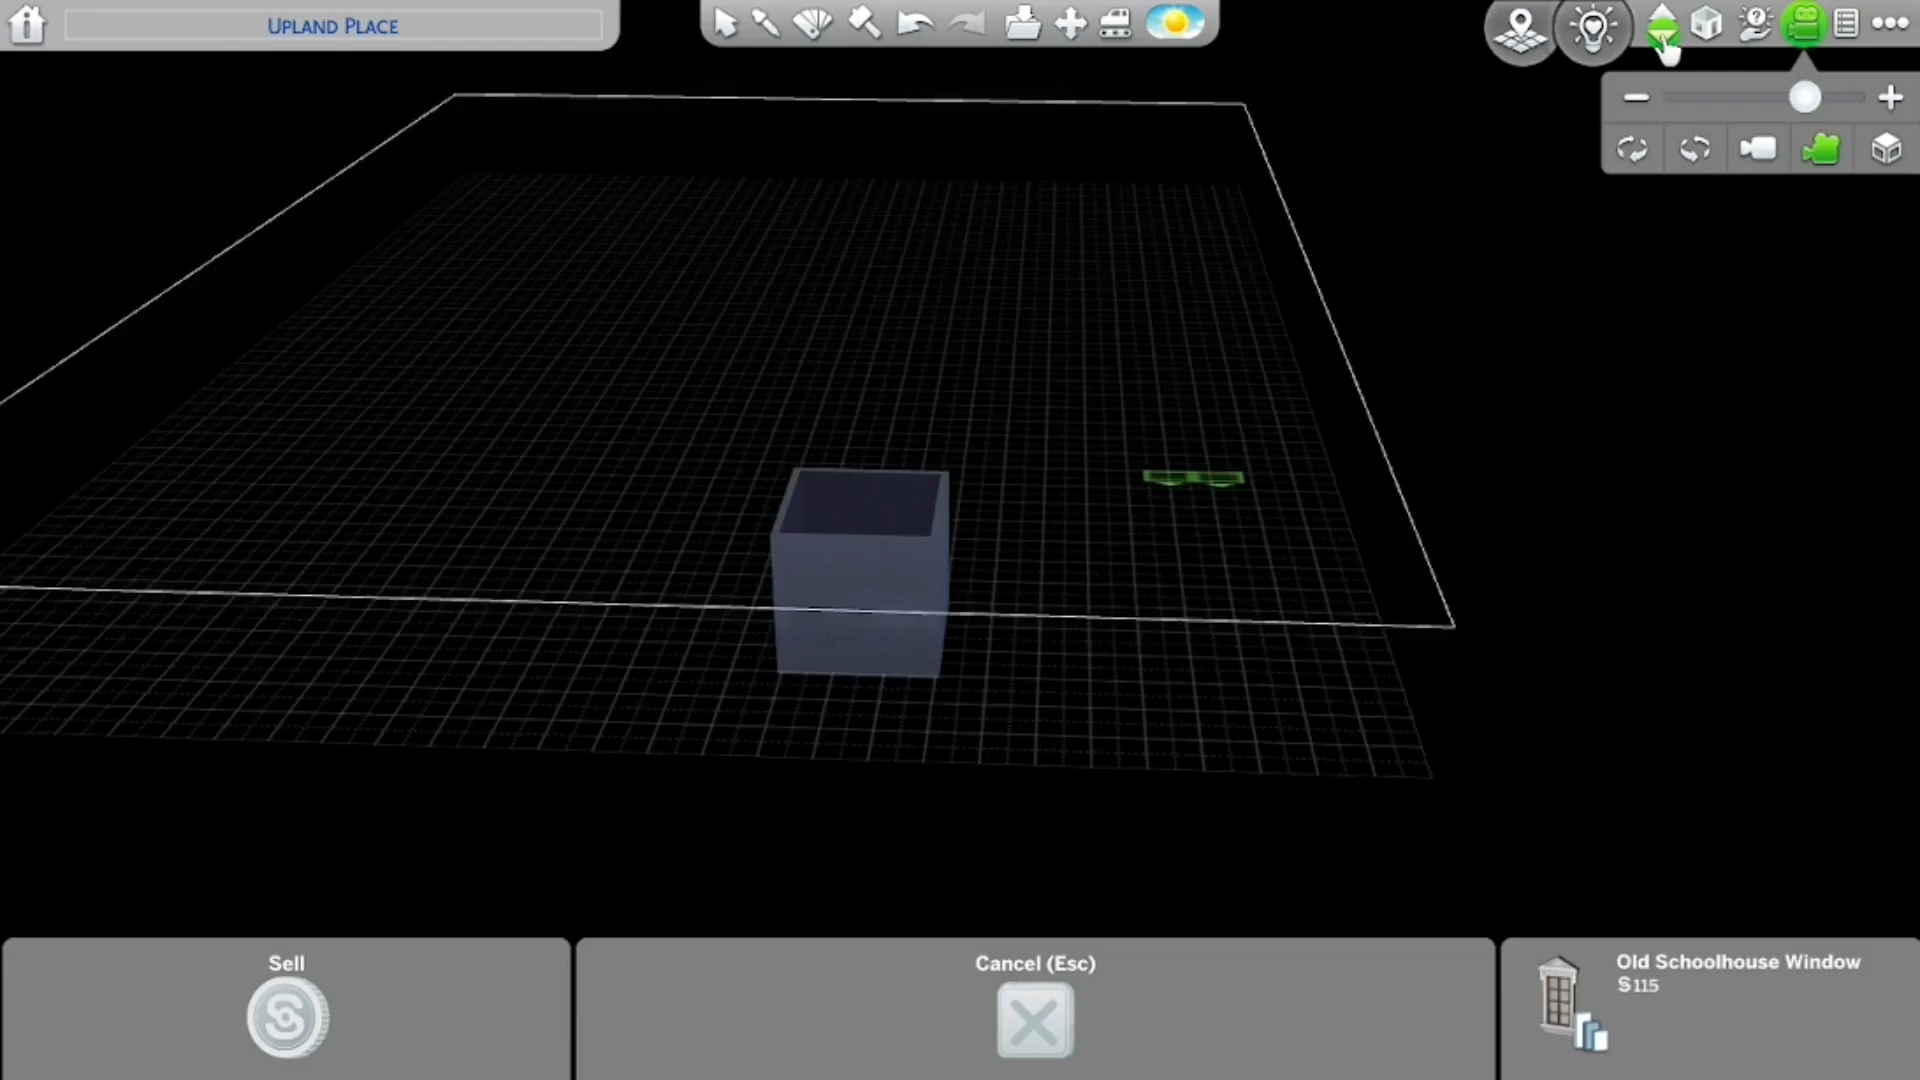 UPLAND PLACE
Sell
Cancel (Esc)
Old Schoolhouse Window
§115